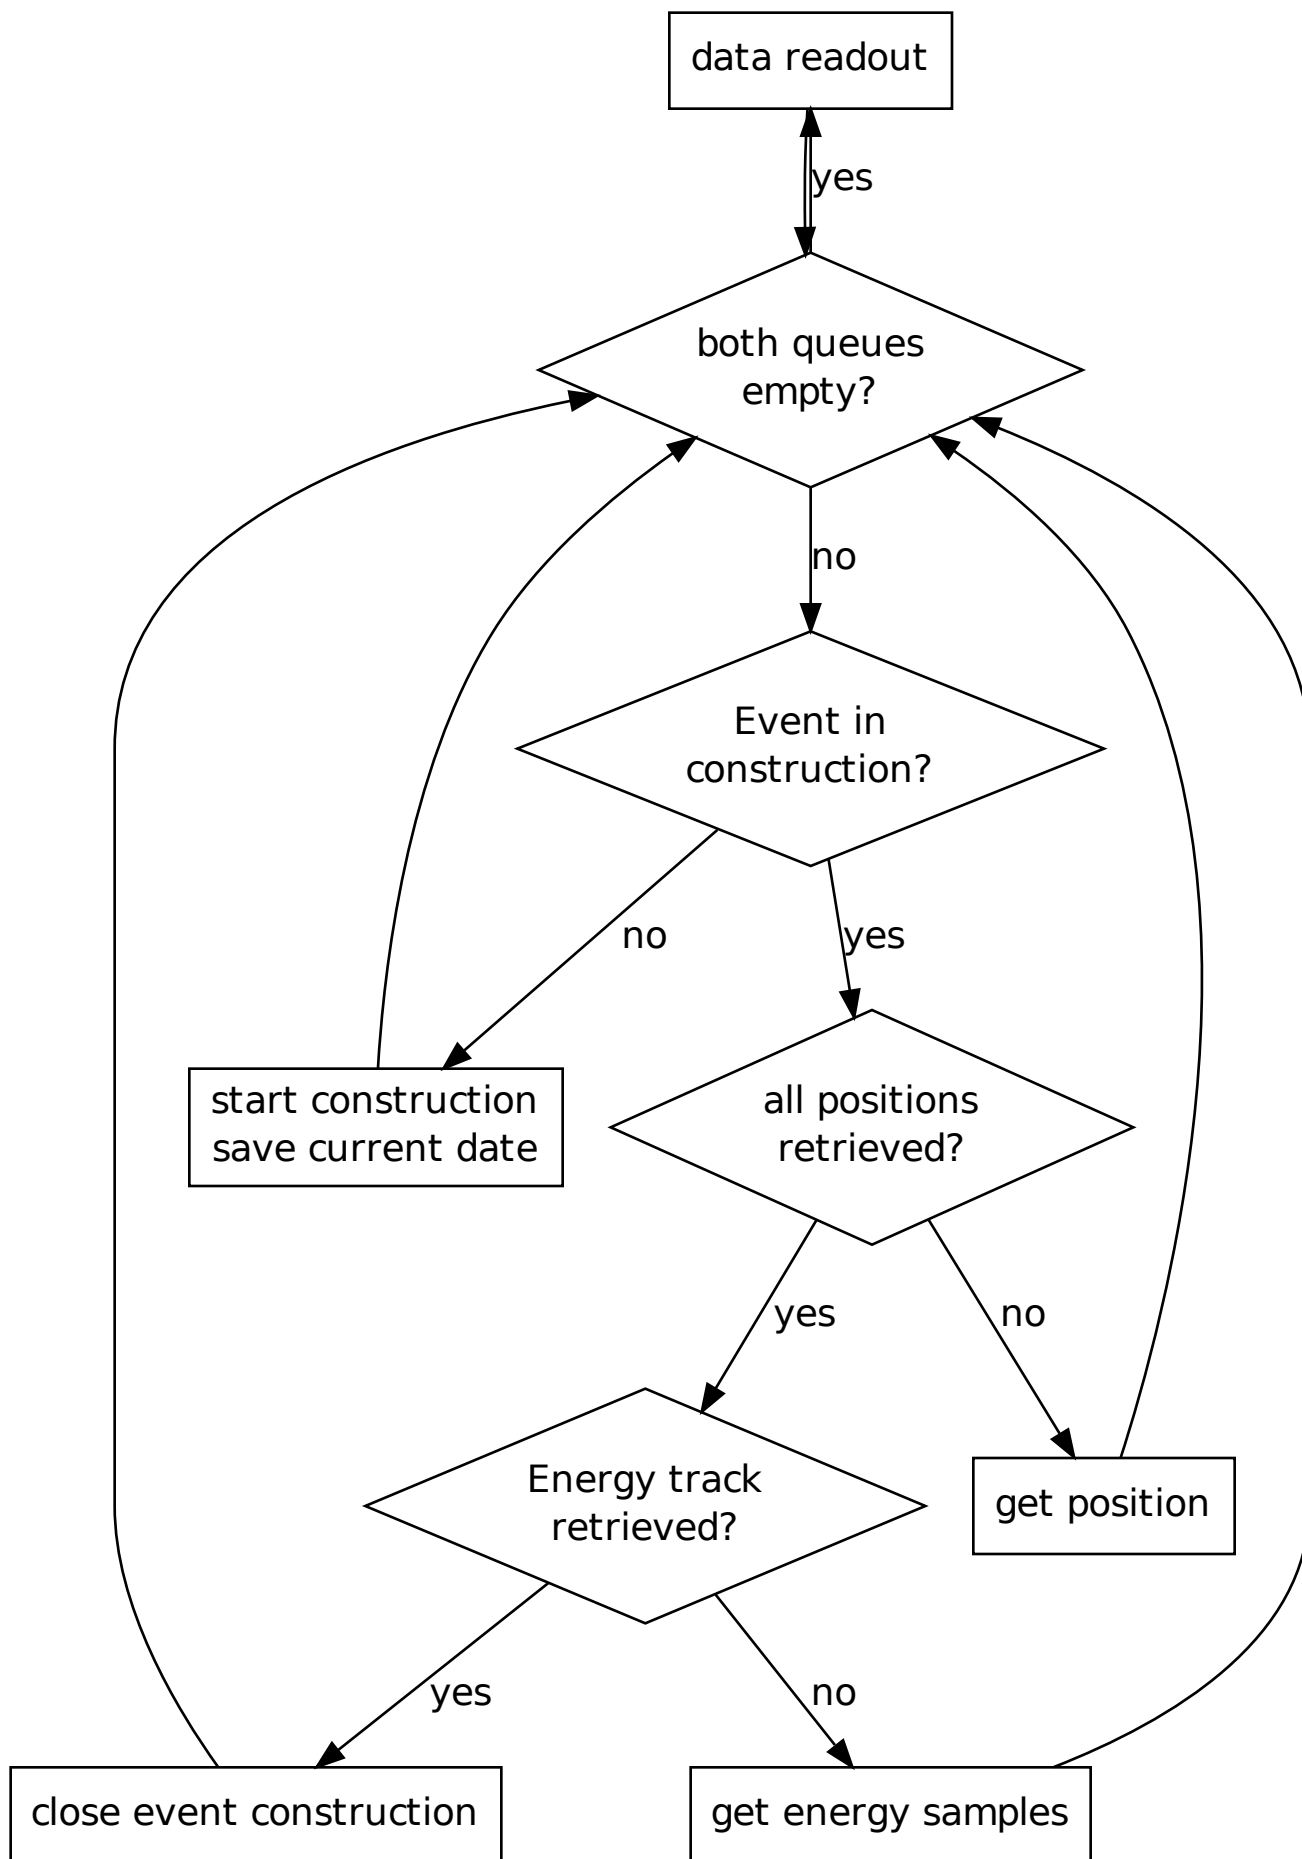 data readout
yes
both queues
empty?
no
Event in
construction?
no
yes
start construction
save current date
all positions
retrieved?
yes
no
Energy track
retrieved?
get position
yes
no
close event construction
get energy samples